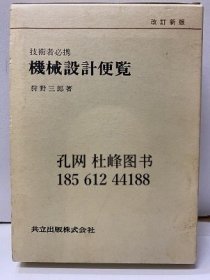 改訂新版
技術者必携
機械設計便覧
狩野三郎著
孔网 杜峰图书
185 612 44188
共立出版株式会社